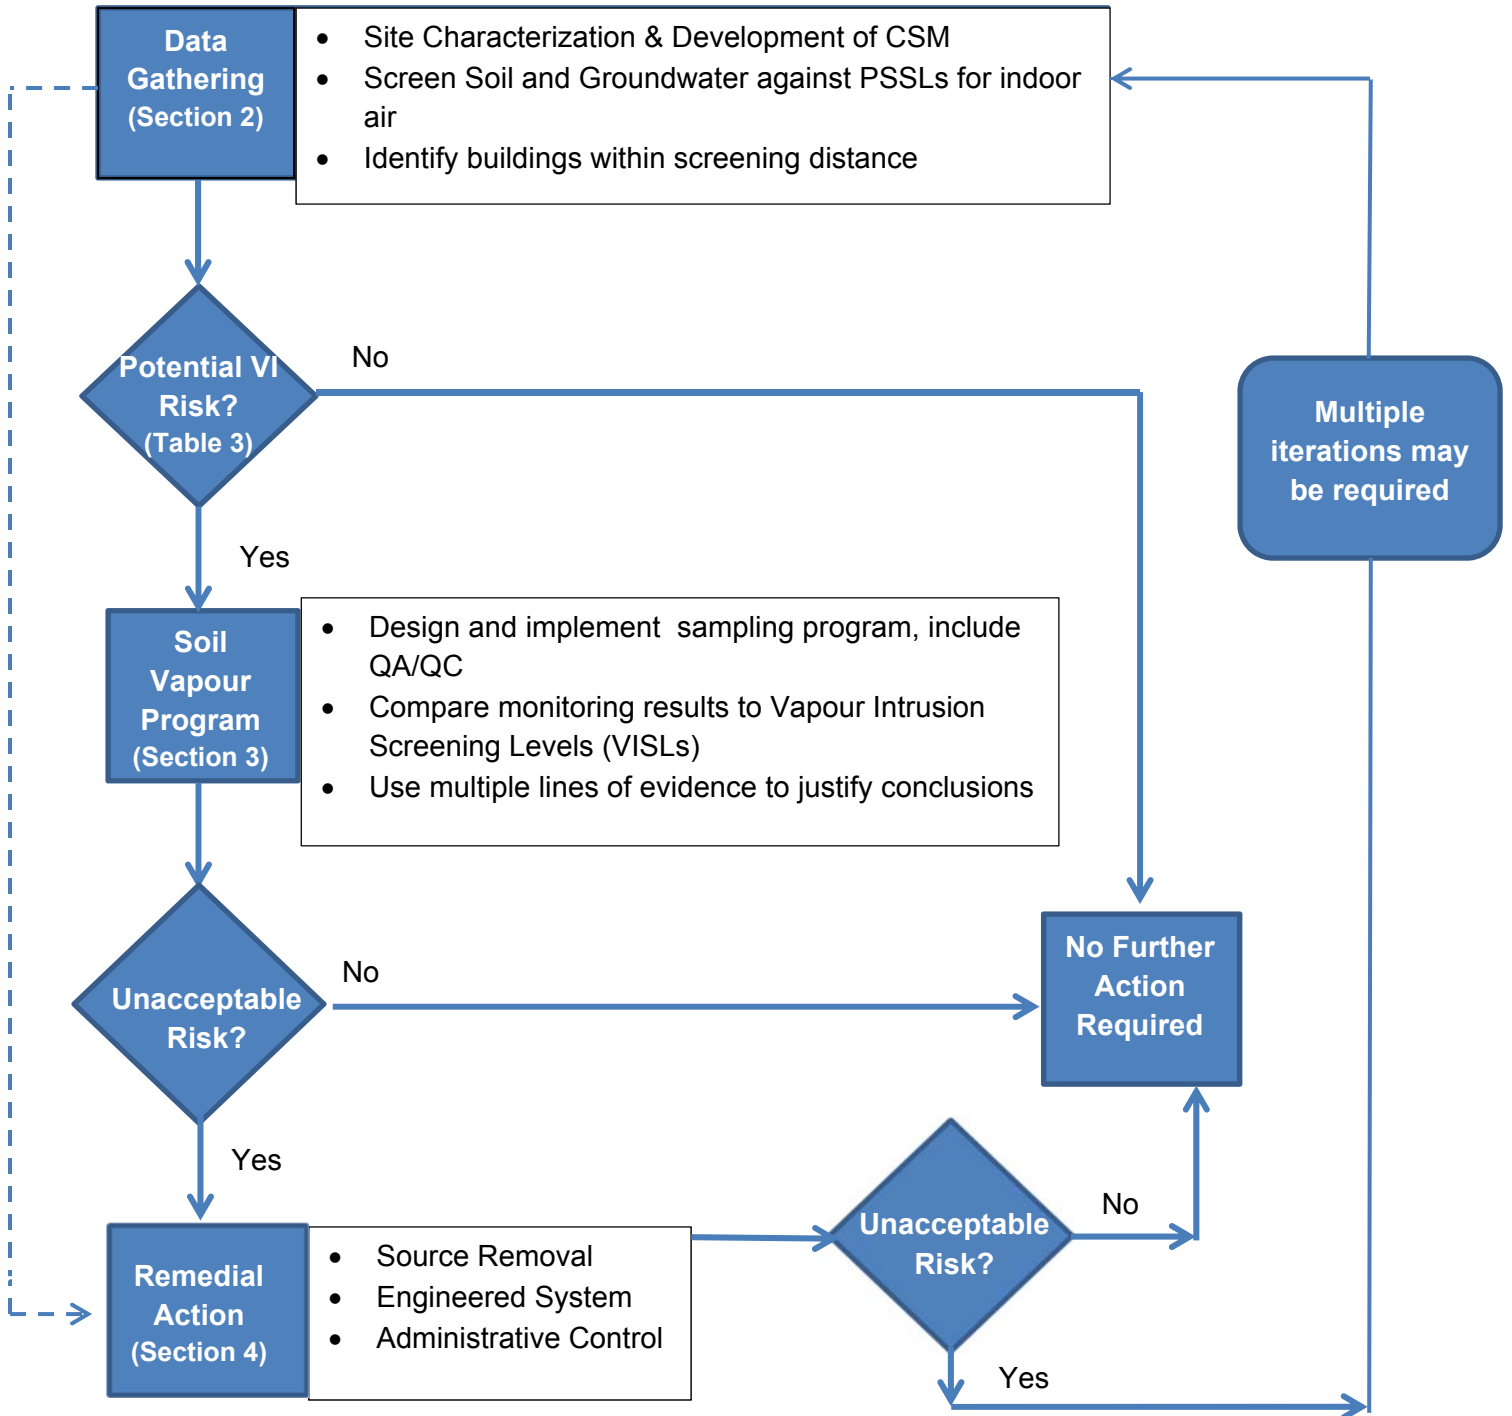 Data
Gathering
(Section 2)
• Site Characterization & Development of CSM
• Screen Soil and Groundwater against PSSLs for indoor
air
• Identify buildings within screening distance
Potential VI
Risk?
(Table 3)
No
Yes
Multiple
iterations may
be required
Soil
Vapour
Program
(Section 3)
• Design and implement sampling program, include
QA/QC
• Compare monitoring results to Vapour Intrusion
Screening Levels (VISLs)
• Use multiple lines of evidence to justify conclusions
Unacceptable
Risk?
No
Yes
No Further
Action
Required
Remedial
Action
(Section 4)
• Source Removal
• Engineered System
• Administrative Control
Unacceptable
Risk?
No
Yes